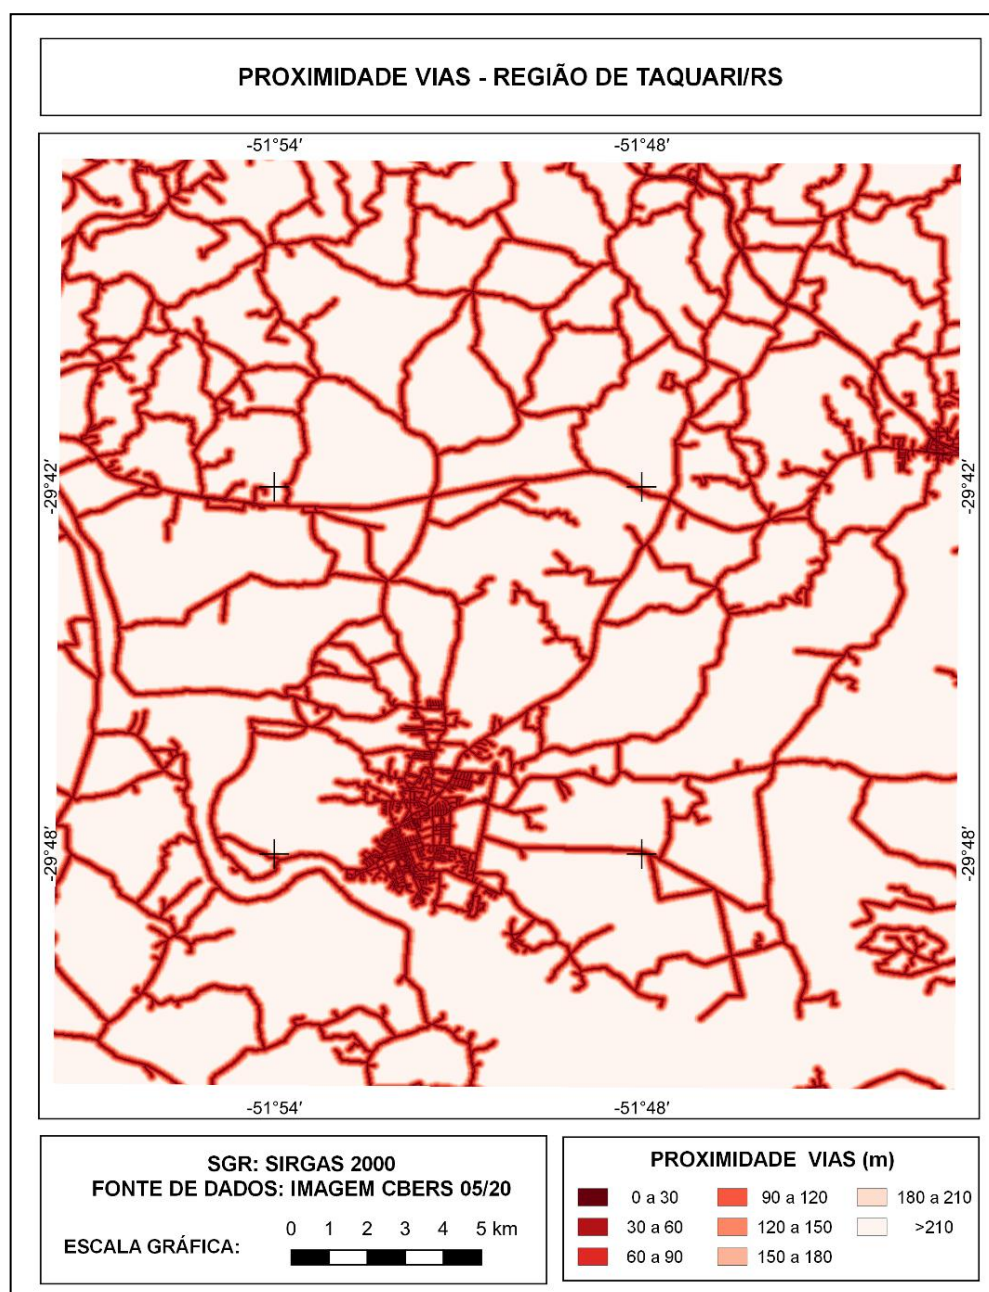 PROXIMIDADE VIAS - REGIÃO DE TAQUARI/RS
-51°54'
-51°48'
-29°42'
-29°42'
-29°48'
-29°48'
-51°54'
-51°48'
SGR: SIRGAS 2000
FONTE DE DADOS: IMAGEM CBERS 05/20
0 1 2 3 4 5 km
ESCALA GRÁFICA:
PROXIMIDADE VIAS (m)
0 a 30
90 a 120
180 a 210
30 a 60
120 a 150
>210
60 a 90
150 a 180